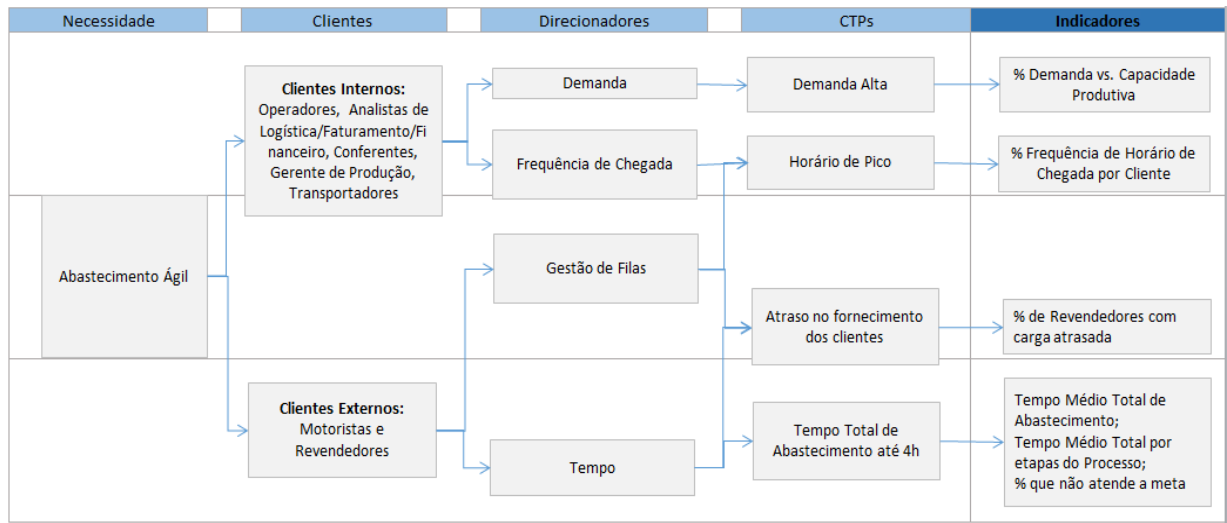 Necessidade
Clientes
Direcionadores
CTPs
Indicadores
Abastecimento Ágil
Clientes Internos:
Operadores, Analistas de
Logística/Faturamento/Fi
nanceiro, Conferentes,
Gerente de Produção,
Transportadores
Clientes Externos:
Motoristas e
Revendedores
Demanda
Frequência de Chegada
Gestão de Filas
Tempo
Demanda Alta
Horário de Pico
Atraso no fornecimento
dos clientes
Tempo Total de
Abastecimento até 4h
% Demanda vs. Capacidade
Produtiva
% Frequência de Horário de
Chegada por Cliente
% de Revendedores com
carga atrasada
Tempo Médio Total de
Abastecimento;
Tempo Médio Total por
etapas do Processo;
% que não atende a meta